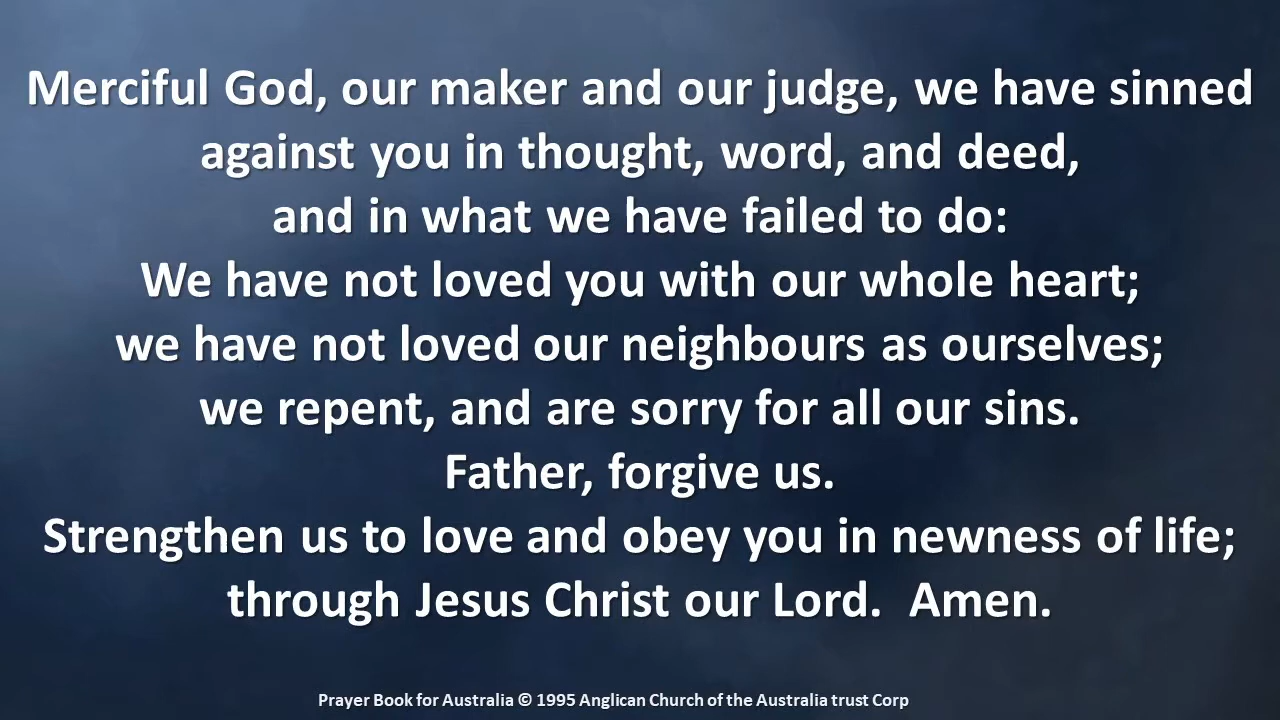 Merciful God, our maker and our judge, we have sinned
against you in thought, word, and deed,
and in what we have failed to do:
We have not loved you with our whole heart;
we have not loved our neighbours as ourselves;
we repent, and are sorry for all our sins.
Father, forgive us.
Strengthen us to love and obey you in newness of life;
through Jesus Christ our Lord.  Amen.
Prayer Book for Australia © 1995 Anglican Church of the Australia trust Corp